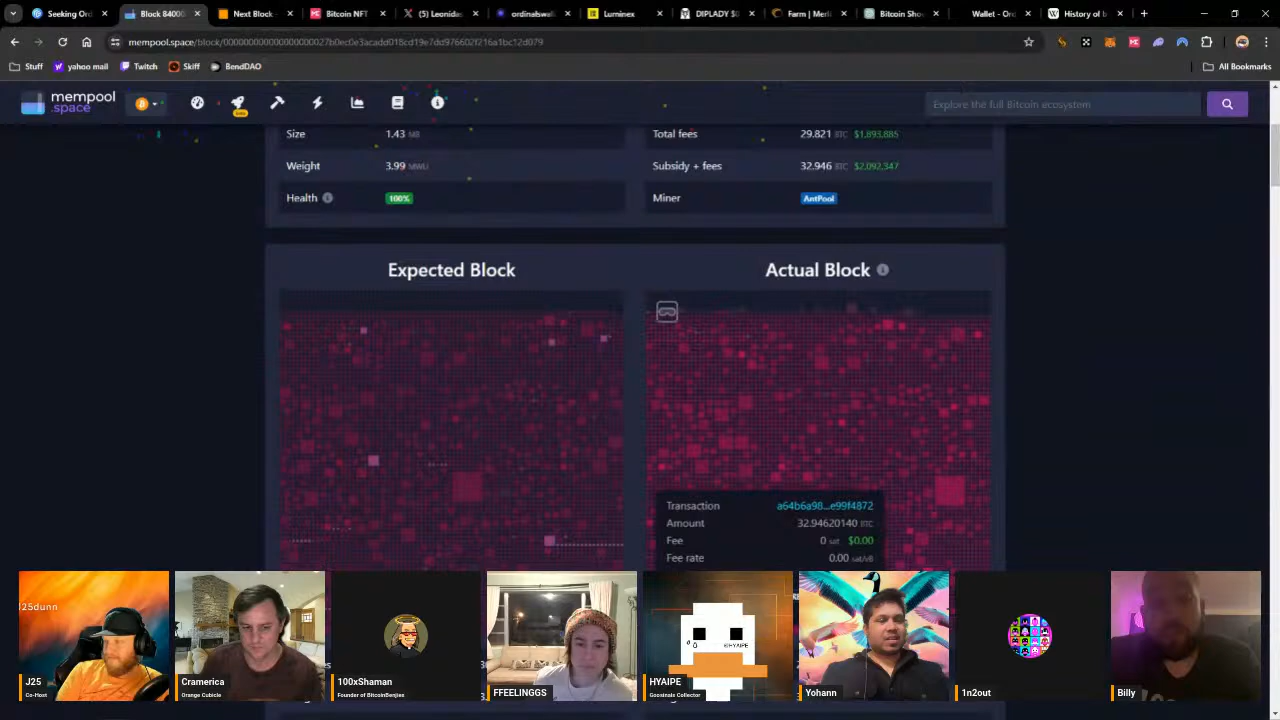 Seeking Ord
Block 84000
Next Block -
Bitcoin NFT
(5) Leonidas
ordinalswall
Luminex
DIPLADY $
Farm | Merli
Bitcoin Sho
Wallet - Ord
History of b
mempool.space/block/0000000000000000000
Stuff
yahoo mail
Twitch
Skiff
BendDAO
All Bookmarks
mempool
.space
beta
Explore the full Bitcoin ecosystem
Size 1.43 MB
Total fees 29.821 BTC $1,893,885
Weight 3.99 MWU
Subsidy + fees 32.946 BTC $2,092,347
Health 100%
Miner AntPool
Expected Block
Actual Block
Transaction a64b6a98...e99f4872
Amount 32.94620140 BTC
Fee 0 sat $0.00
Fee rate 0.00 sat/vB
J25dunn
@HYAIPE
J25
Co-Host
Cramerica
Orange Cubicle
100xShaman
Founder of BitcoinBenjies
FFEELINGGS
HYAIPE
Goosinals Collector
Yohann
1n2out
Billy